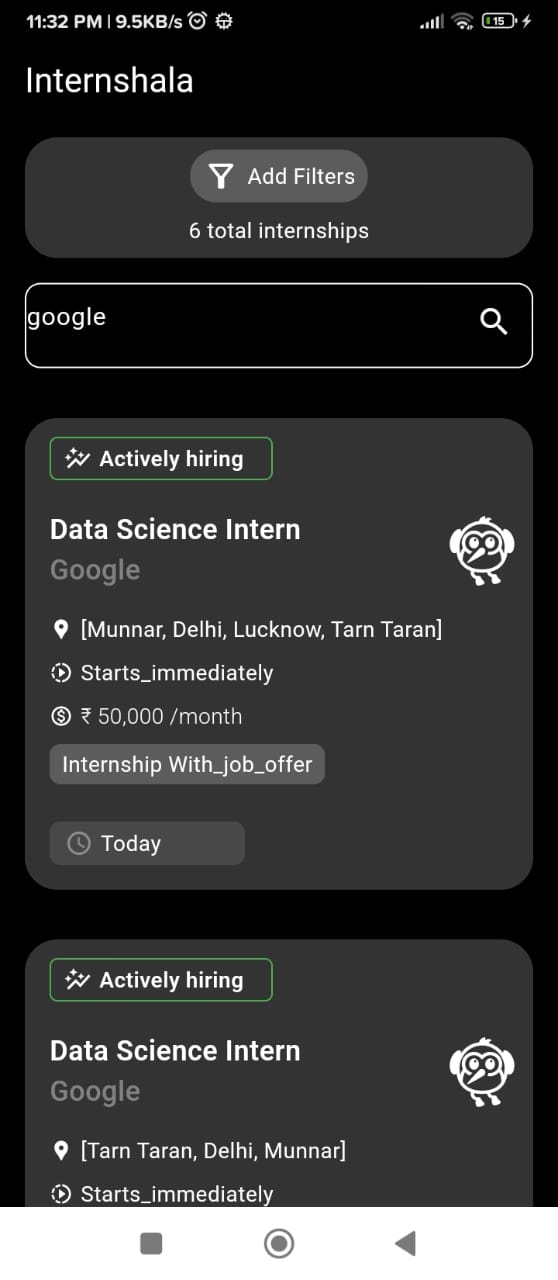 11:32 PM | 9.5KB/s
15
Internshala
Add Filters
6 total internships
google
Actively hiring
Data Science Intern
Google
[Munnar, Delhi, Lucknow, Tarn Taran]
Starts_immediately
₹ 50,000 /month
Internship With_job_offer
Today
Actively hiring
Data Science Intern
Google
[Tarn Taran, Delhi, Munnar]
Starts_immediately